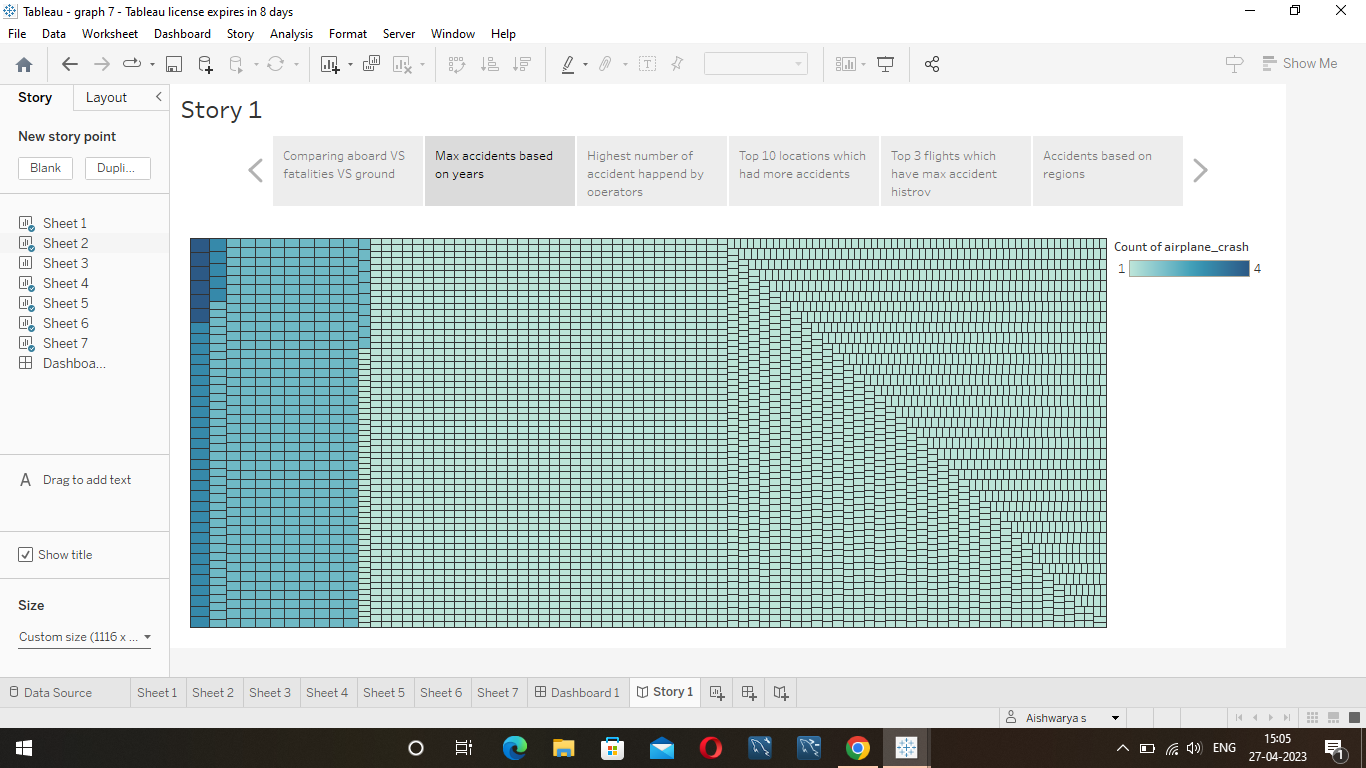 Tableau - graph 7 - Tableau license expires in 8 days
File Data Worksheet Dashboard Story Analysis Format Server Window Help
Show Me
Story Layout
New story point
Blank Dupli...
Sheet 1
Sheet 2
Sheet 3
Sheet 4
Sheet 5
Sheet 6
Sheet 7
Dashboa...
A Drag to add text
Show title
Size
Custom size (1116 x ...
Story 1
Comparing aboard VS
fatalities VS ground
Max accidents based
on years
Highest number of
accident happend by
operators
Top 10 locations which
had more accidents
Top 3 flights which
have max accident
histrov
Accidents based on
regions
Count of airplane_crash
1 4
Data Source Sheet 1 Sheet 2 Sheet 3 Sheet 4 Sheet 5 Sheet 6 Sheet 7 Dashboard 1 Story 1
Aishwarya s
ENG
15:05
27-04-2023
1